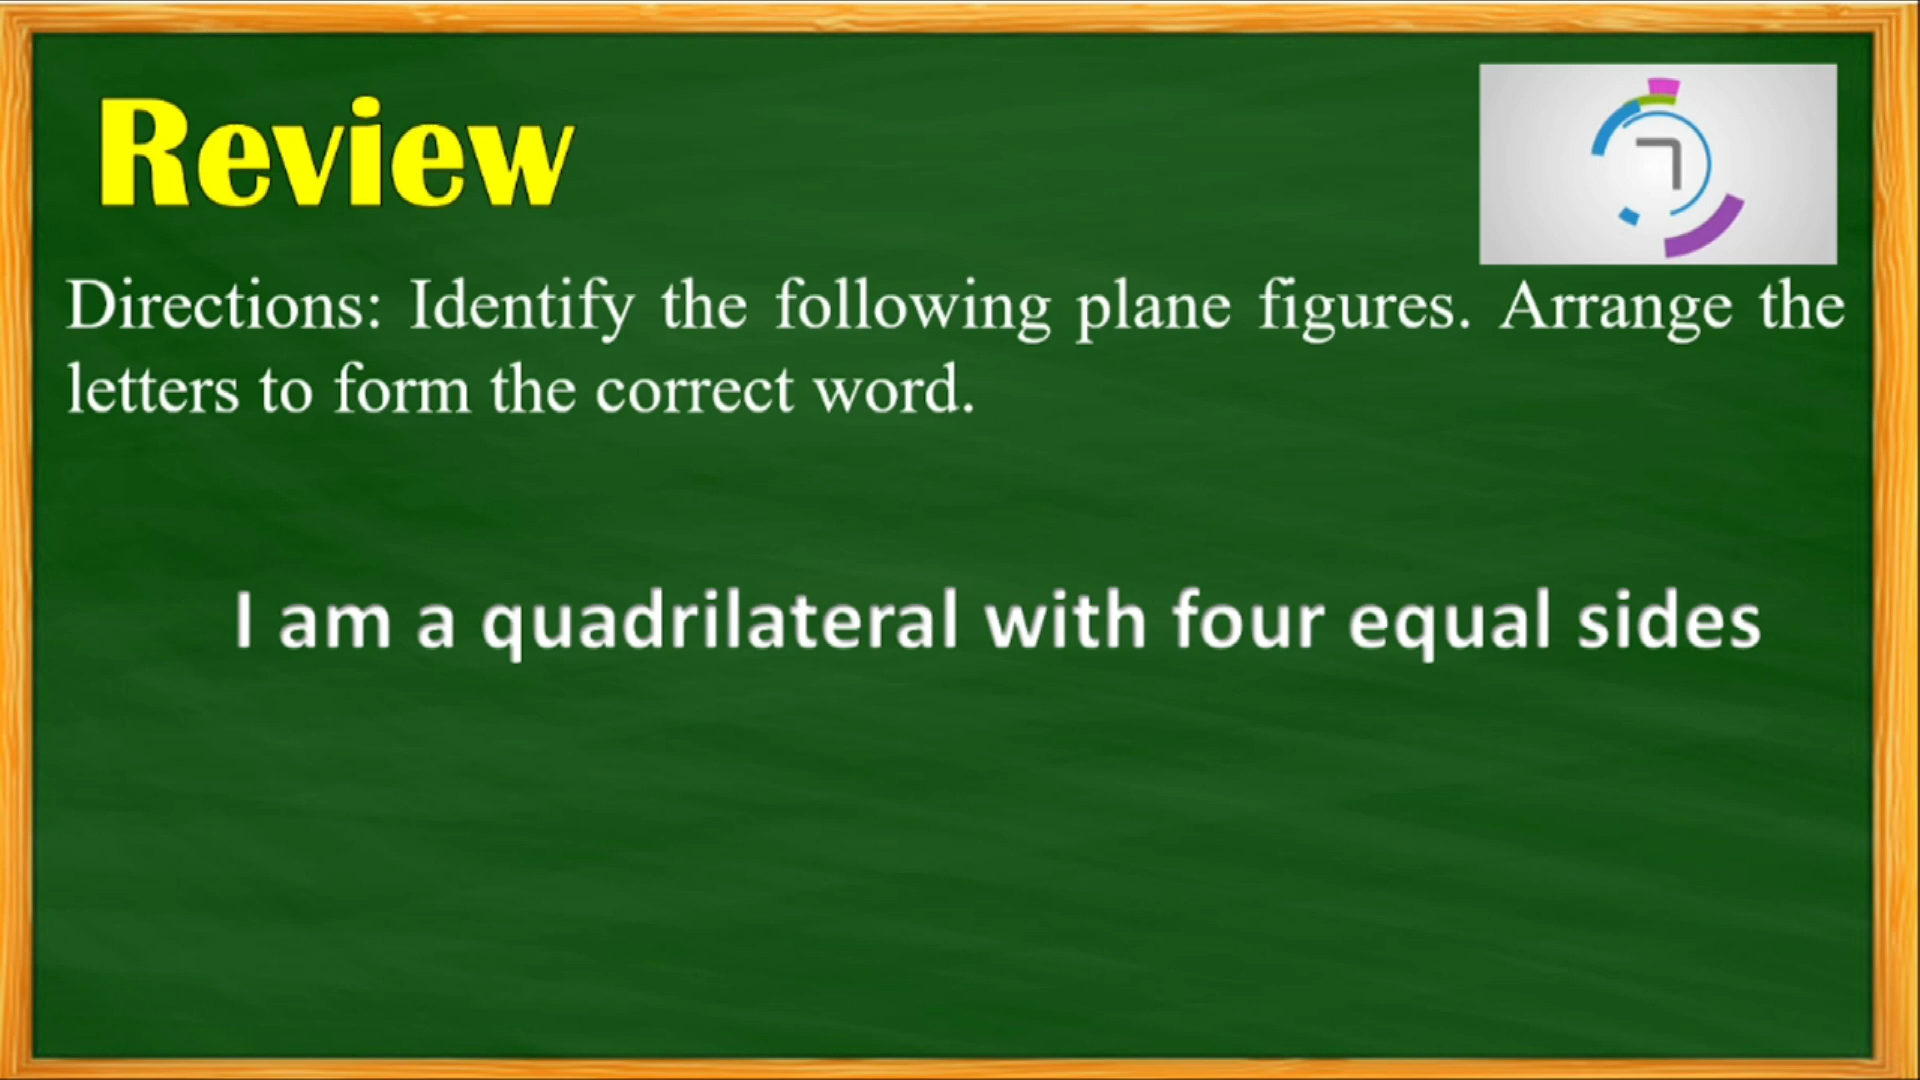 Review
Directions: Identify the following plane figures. Arrange the
letters to form the correct word.
I am a quadrilateral with four equal sides